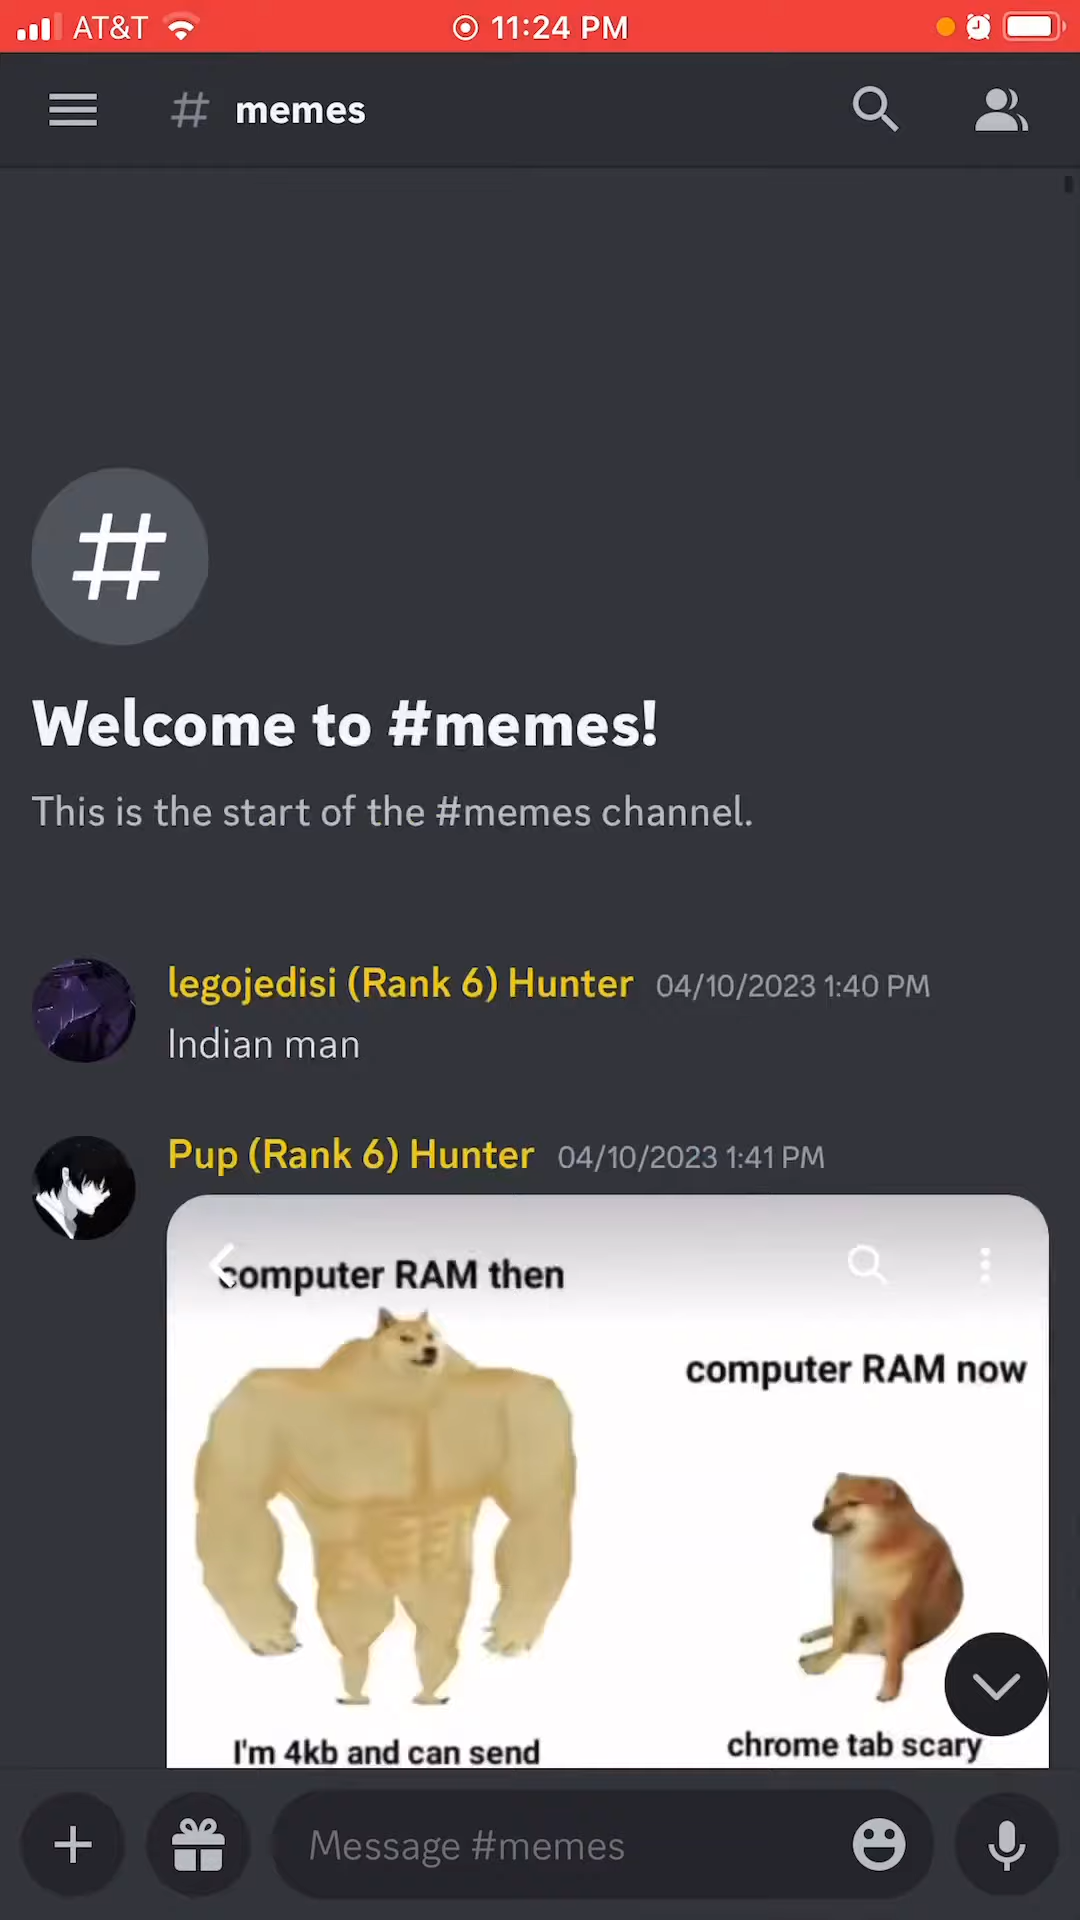 AT&T 11:24 PM
# memes
#
Welcome to #memes!
This is the start of the #memes channel.
legojedisi (Rank 6) Hunter 04/10/2023 1:40 PM
Indian man
Pup (Rank 6) Hunter 04/10/2023 1:41 PM
computer RAM then
computer RAM now
I'm 4kb and can send
chrome tab scary
Message #memes